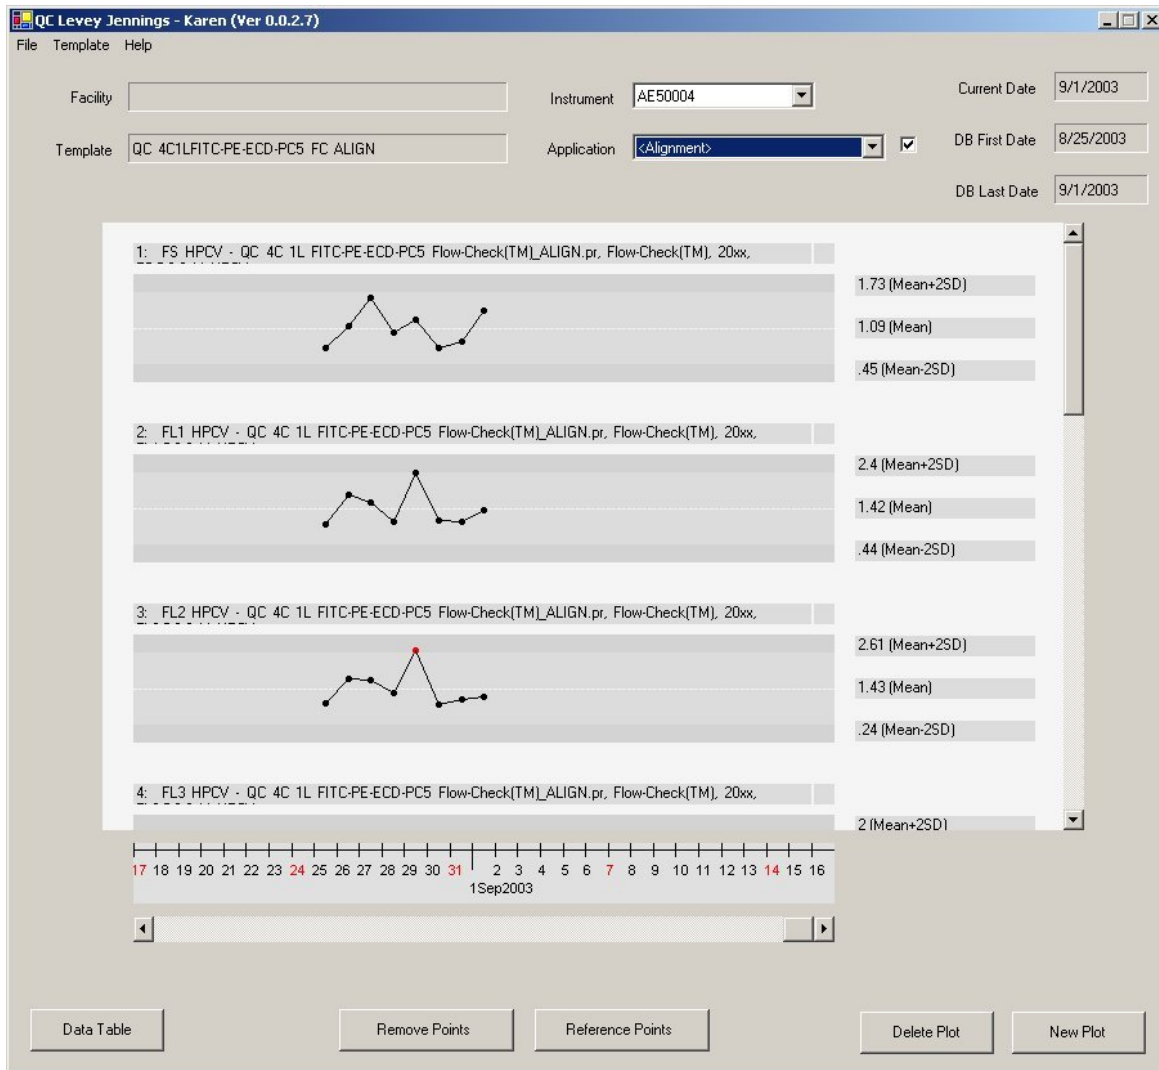 QC Levey Jennings - Karen (Ver 0.0.2.7)
File Template Help
Facility
Instrument AE50004
Current Date 9/1/2003
Template QC 4C1LFITC-PE-ECD-PC5 FC ALIGN
Application <Alignment>
DB First Date 8/25/2003
DB Last Date 9/1/2003
1: FS HPCV - QC 4C 1L FITC-PE-ECD-PC5 Flow-Check(TM)_ALIGN.pr, Flow-Check(TM), 20xx,
1.73 (Mean+2SD)
1.09 (Mean)
.45 (Mean-2SD)
2: FL1 HPCV - QC 4C 1L FITC-PE-ECD-PC5 Flow-Check(TM)_ALIGN.pr, Flow-Check(TM), 20xx,
2.4 (Mean+2SD)
1.42 (Mean)
.44 (Mean-2SD)
3: FL2 HPCV - QC 4C 1L FITC-PE-ECD-PC5 Flow-Check(TM)_ALIGN.pr, Flow-Check(TM), 20xx,
2.61 (Mean+2SD)
1.43 (Mean)
.24 (Mean-2SD)
4: FL3 HPCV - QC 4C 1L FITC-PE-ECD-PC5 Flow-Check(TM)_ALIGN.pr, Flow-Check(TM), 20xx,
2 (Mean+2SD)
17 18 19 20 21 22 23 24 25 26 27 28 29 30 31 2 3 4 5 6 7 8 9 10 11 12 13 14 15 16
1Sep2003
Data Table
Remove Points
Reference Points
Delete Plot
New Plot